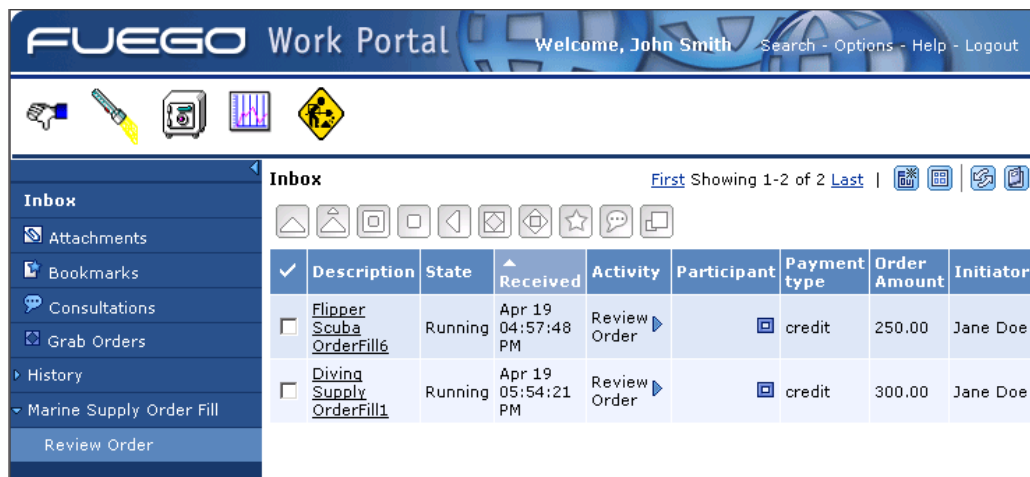 FUEGO Work Portal Welcome, John Smith Search - Options - Help - Logout
Inbox First Showing 1-2 of 2 Last |
Inbox
Attachments
Bookmarks
Consultations
Grab Orders
History
Marine Supply Order Fill
Review Order
Description State Received Activity Participant Payment type Order Amount Initiator
Flipper Scuba OrderFill6 Running Apr 19 04:57:48 PM Review Order credit 250.00 Jane Doe
Diving Supply OrderFill1 Running Apr 19 05:54:21 PM Review Order credit 300.00 Jane Doe